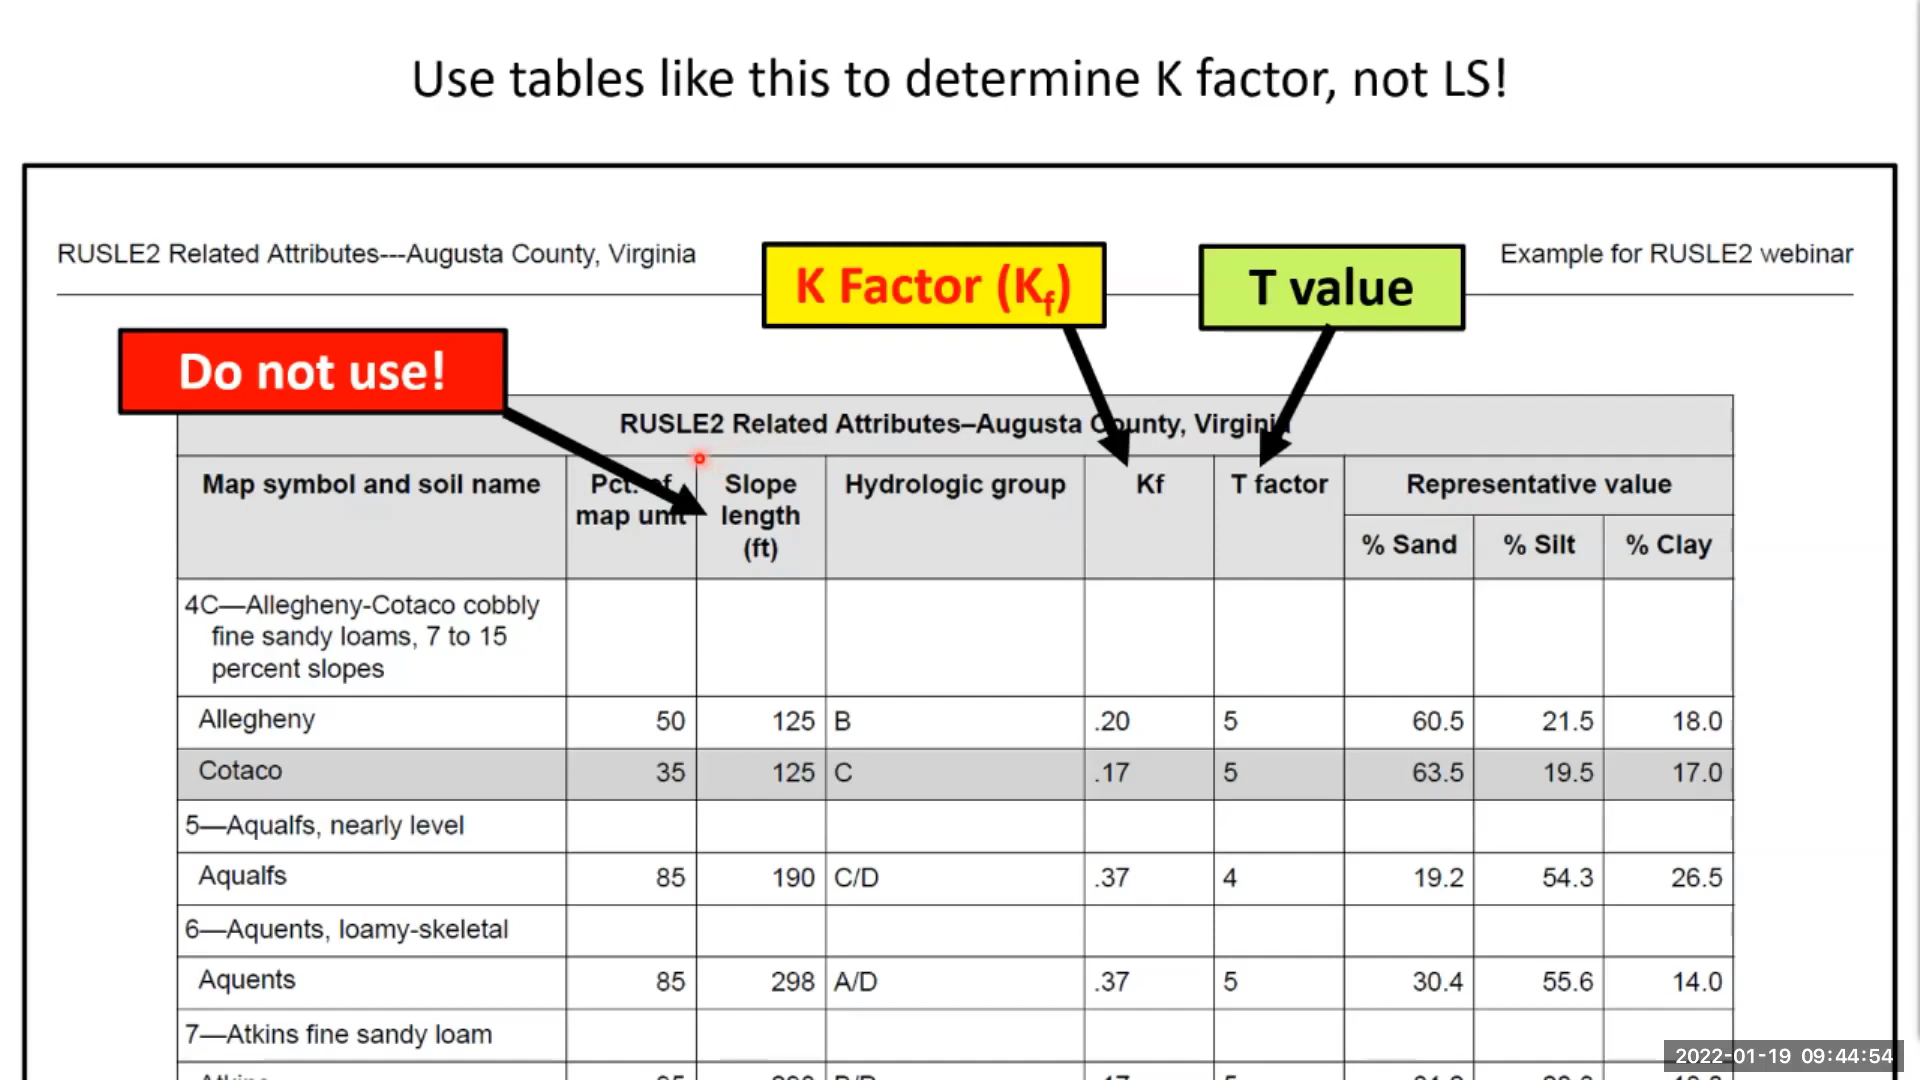 Use tables like this to determine K factor, not LS!
RUSLE2 Related Attributes---Augusta County, Virginia
Example for RUSLE2 webinar
K Factor (Kf)
T value
Do not use!
RUSLE2 Related Attributes–Augusta County, Virginia
Map symbol and soil name
Pct. of
map unit
Slope
length
(ft)
Hydrologic group
Kf
T factor
Representative value
% Sand
% Silt
% Clay
4C—Allegheny-Cotaco cobbly
fine sandy loams, 7 to 15
percent slopes
Allegheny 50 125 B .20 5 60.5 21.5 18.0
Cotaco 35 125 C .17 5 63.5 19.5 17.0
5—Aqualfs, nearly level
Aqualfs 85 190 C/D .37 4 19.2 54.3 26.5
6—Aquents, loamy-skeletal
Aquents 85 298 A/D .37 5 30.4 55.6 14.0
7—Atkins fine sandy loam
2022-01-19 09:44:54